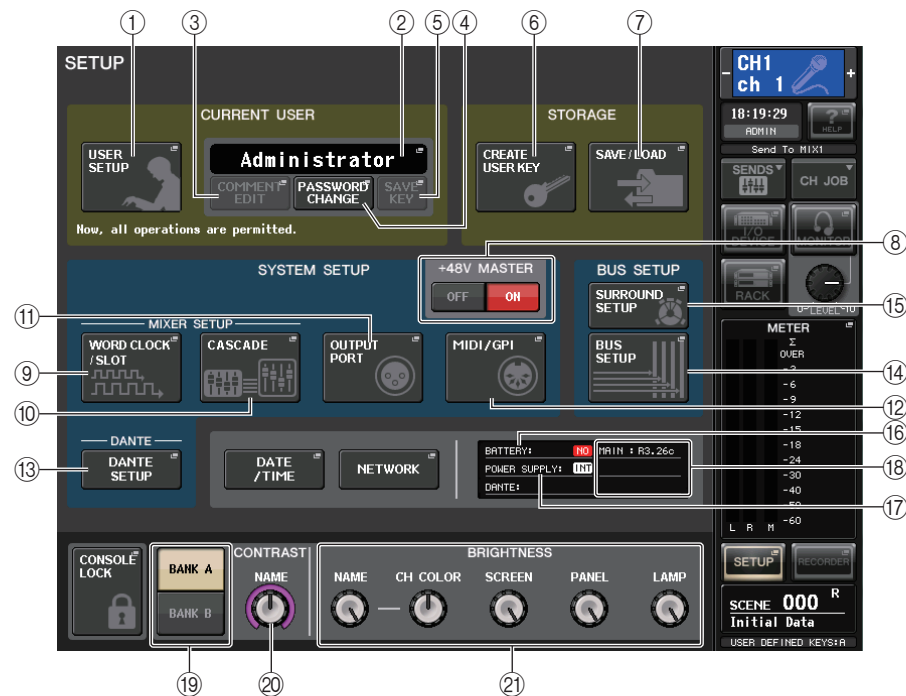 ① ③ ② ④ ⑤ ⑥ ⑦
SETUP
CURRENT USER
STORAGE
USER
SETUP
Administrator
COMMENT
EDIT
PASSWORD
CHANGE
SAVE
KEY
CREATE
USER KEY
SAVE/LOAD
Now, all operations are permitted.
SYSTEM SETUP
+48V MASTER
OFF
ON
BUS SETUP
SURROUND
SETUP
BUS
SETUP
MIXER SETUP
WORD CLOCK
/SLOT
CASCADE
OUTPUT
PORT
MIDI/GPI
DANTE
DANTE
SETUP
DATE
/TIME
NETWORK
BATTERY: NO
POWER SUPPLY: INT
DANTE:
MAIN : R3.26c
CONSOLE
LOCK
BANK A
BANK B
CONTRAST
NAME
BRIGHTNESS
NAME
CH COLOR
SCREEN
PANEL
LAMP
- CH1 +
ch 1
18:19:29
ADMIN
?
HELP
Send To MIX1
SENDS
CH JOB
I/O
DEVICE
MONITOR
RACK
LEVEL
METER
Σ
OVER
-3
-6
-9
-12
-15
-18
-24
-30
-40
-50
-60
L R M
SETUP
RECORDER
SCENE 000 R
Initial Data
USER DEFINED KEYS:A
⑧
⑪
⑮
⑨
⑭
⑩
⑫
⑯
⑬
⑱
⑰
⑲ ⑳ ㉑